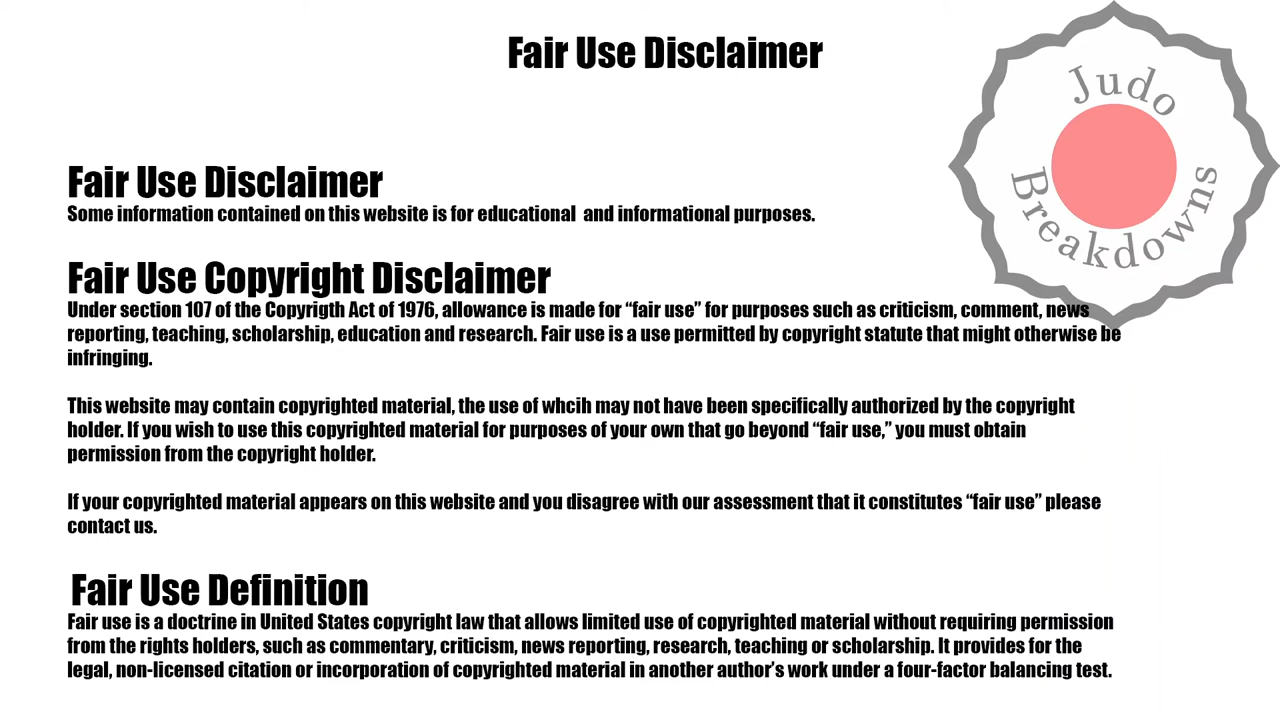 Fair Use Disclaimer
Judo
Breakdowns
Fair Use Disclaimer
Some information contained on this website is for educational  and informational purposes.
Fair Use Copyright Disclaimer
Under section 107 of the Copyrigth Act of 1976, allowance is made for “fair use” for purposes such as criticism, comment, news
reporting, teaching, scholarship, education and research. Fair use is a use permitted by copyright statute that might otherwise be
infringing.
This website may contain copyrighted material, the use of whcih may not have been specifically authorized by the copyright
holder. If you wish to use this copyrighted material for purposes of your own that go beyond “fair use,” you must obtain
permission from the copyright holder.
If your copyrighted material appears on this website and you disagree with our assessment that it constitutes “fair use” please
contact us.
Fair Use Definition
Fair use is a doctrine in United States copyright law that allows limited use of copyrighted material without requiring permission
from the rights holders, such as commentary, criticism, news reporting, research, teaching or scholarship. It provides for the
legal, non-licensed citation or incorporation of copyrighted material in another author’s work under a four-factor balancing test.